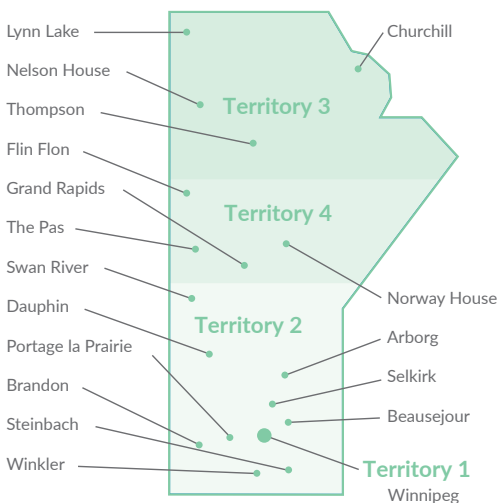 Lynn Lake
Churchill
Nelson House
Territory 3
Thompson
Flin Flon
Grand Rapids
Territory 4
The Pas
Swan River
Norway House
Dauphin
Territory 2
Arborg
Portage la Prairie
Selkirk
Brandon
Beausejour
Steinbach
Winkler
Territory 1
Winnipeg